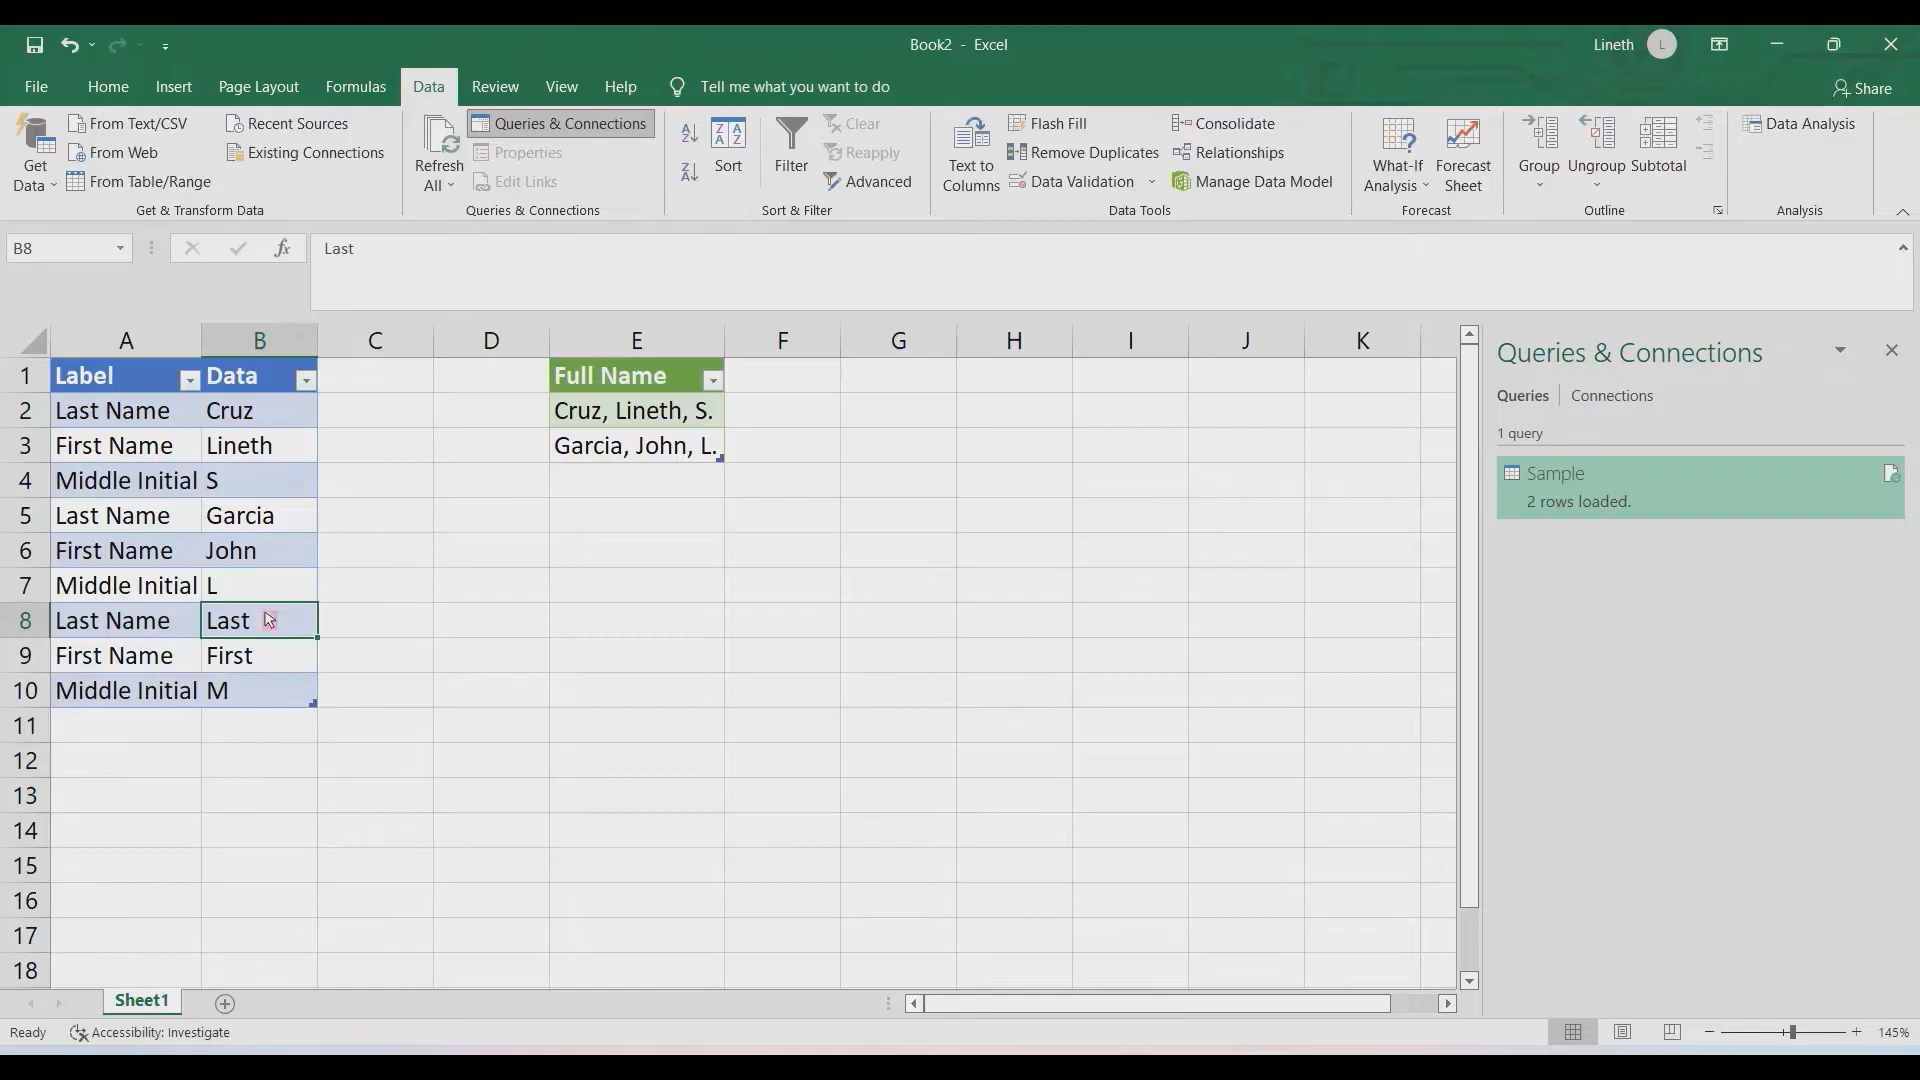 Book2 - Excel
Lineth L
File Home Insert Page Layout Formulas Data Review View Help Tell me what you want to do Share
Get Data
From Text/CSV
From Web
From Table/Range
Recent Sources
Existing Connections
Get & Transform Data
Refresh All
Queries & Connections
Properties
Edit Links
Queries & Connections
Sort
Filter
Clear
Reapply
Advanced
Sort & Filter
Text to Columns
Flash Fill
Remove Duplicates
Data Validation
Consolidate
Relationships
Manage Data Model
Data Tools
What-If Analysis
Forecast Sheet
Forecast
Group
Ungroup
Subtotal
Outline
Data Analysis
Analysis
B8 fx Last
A B C D E F G H I J K
1 Label Data Full Name
2 Last Name Cruz Cruz, Lineth, S.
3 First Name Lineth Garcia, John, L.
4 Middle Initial S
5 Last Name Garcia
6 First Name John
7 Middle Initial L
8 Last Name Last
9 First Name First
10 Middle Initial M
11
12
13
14
15
16
17
18
Queries & Connections
Queries Connections
1 query
Sample
2 rows loaded.
Sheet1
Ready Accessibility: Investigate 145%